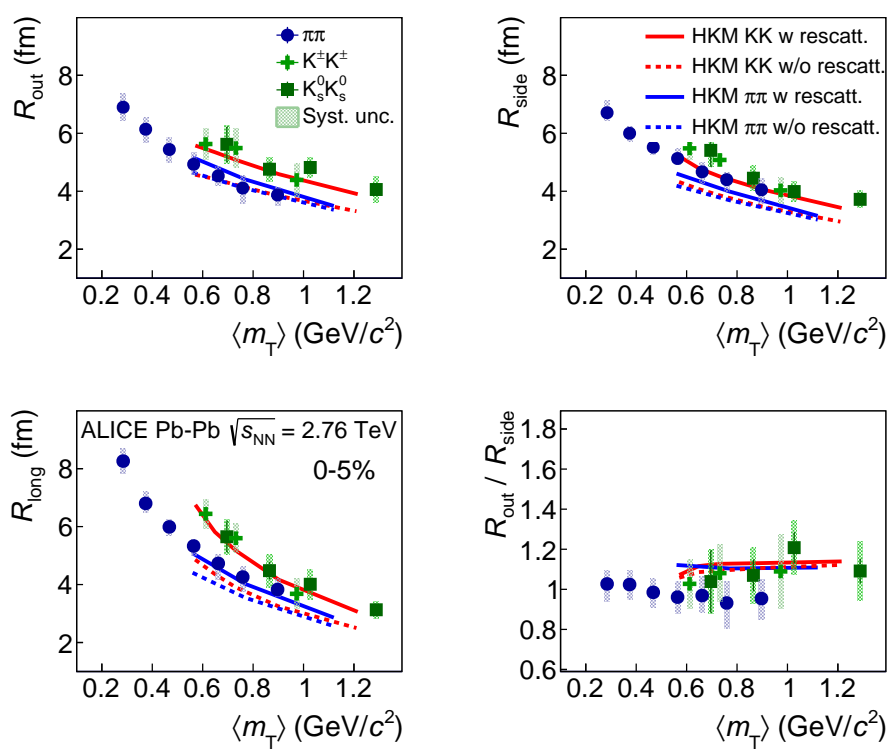 R_out (fm)
8
6
4
2
ππ
K±K±
K⁰ₛK⁰ₛ
Syst. unc.
0.2 0.4 0.6 0.8 1 1.2
⟨m_T⟩ (GeV/c²)
R_side (fm)
8
6
4
2
HKM KK w rescatt.
HKM KK w/o rescatt.
HKM ππ w rescatt.
HKM ππ w/o rescatt.
0.2 0.4 0.6 0.8 1 1.2
⟨m_T⟩ (GeV/c²)
R_long (fm)
8
6
4
2
ALICE Pb-Pb √s_NN = 2.76 TeV
0-5%
0.2 0.4 0.6 0.8 1 1.2
⟨m_T⟩ (GeV/c²)
R_out / R_side
1.8
1.6
1.4
1.2
1
0.8
0.6
0.2 0.4 0.6 0.8 1 1.2
⟨m_T⟩ (GeV/c²)